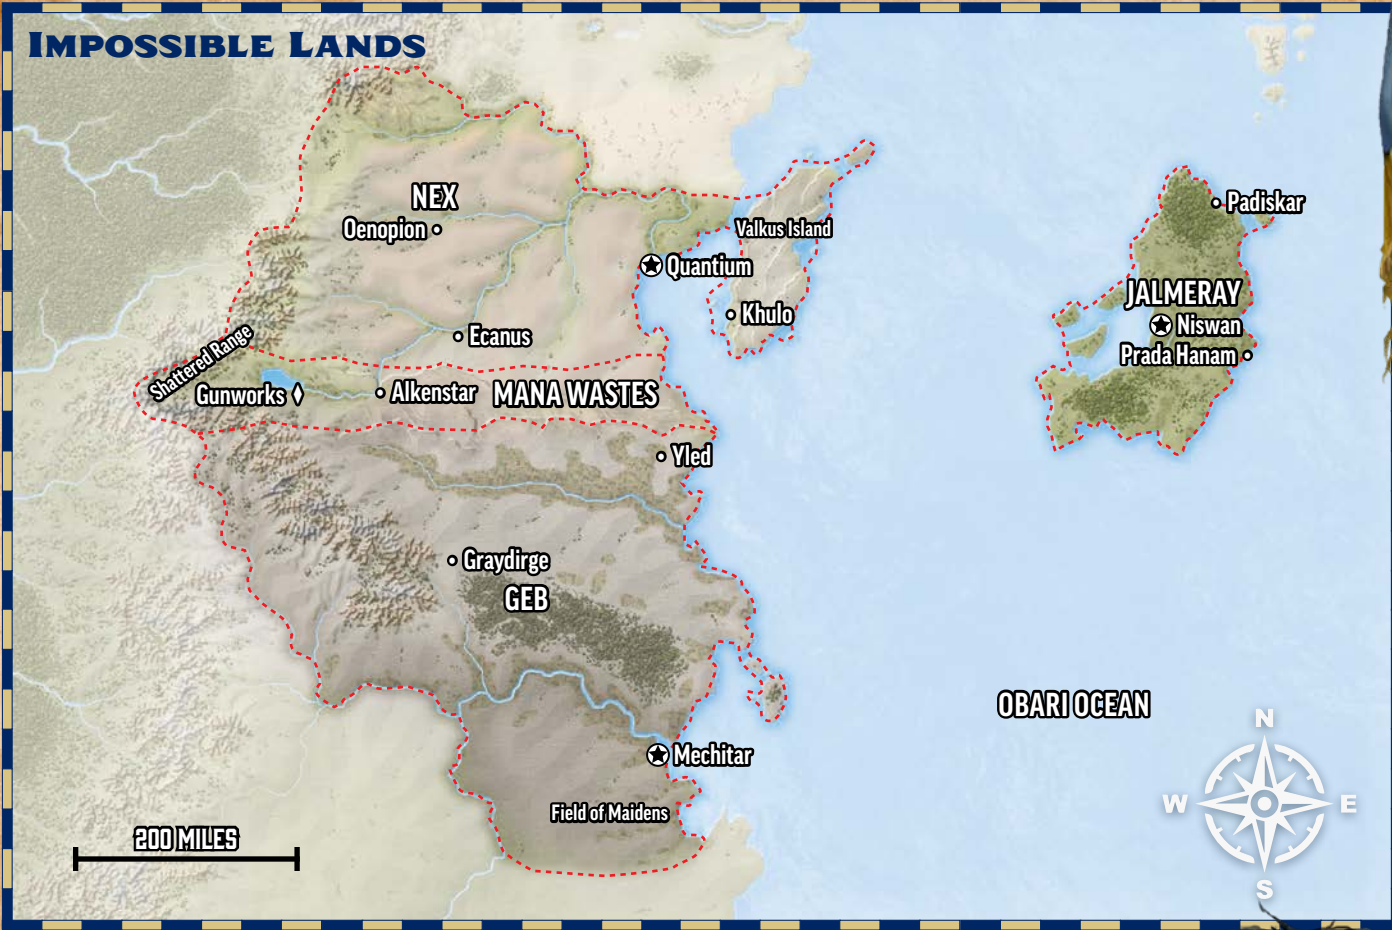 IMPOSSIBLE LANDS
NEX
Oenopion
Padiskar
Valkus Island
Quantium
JALMERAY
Khulo
Niswan
Ecanus
Prada Hanam
Shattered Range
Gunworks
Alkenstar
MANA WASTES
Yled
Graydirge
GEB
OBARI OCEAN
N
Mechitar
W
E
Field of Maidens
200 MILES
S